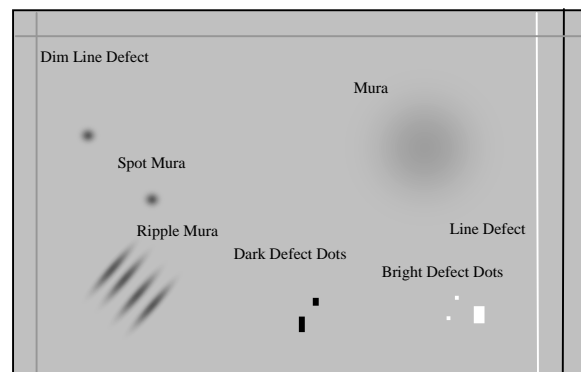 Dim Line Defect
Mura
Spot Mura
Ripple Mura
Line Defect
Dark Defect Dots
Bright Defect Dots